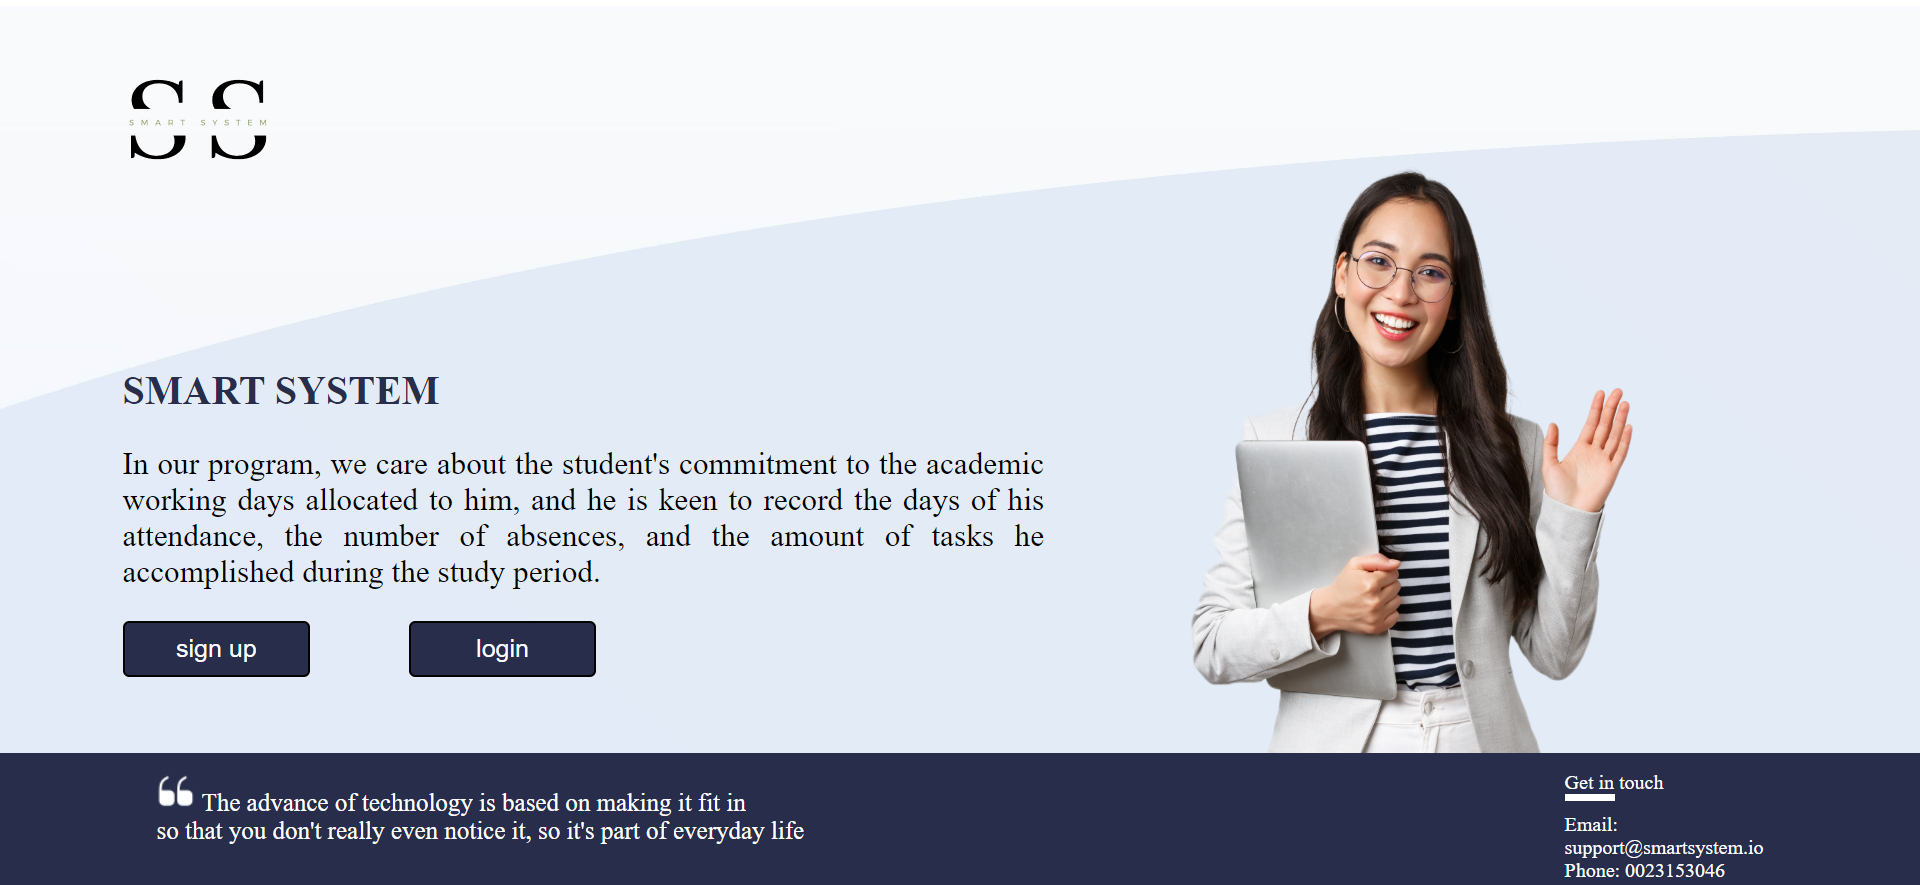 S S
SMART SYSTEM
SMART SYSTEM
In our program, we care about the student's commitment to the academic
working days allocated to him, and he is keen to record the days of his
attendance, the number of absences, and the amount of tasks he
accomplished during the study period.
sign up
login
“ The advance of technology is based on making it fit in
so that you don't really even notice it, so it's part of everyday life
Get in touch
Email:
support@smartsystem.io
Phone: 0023153046